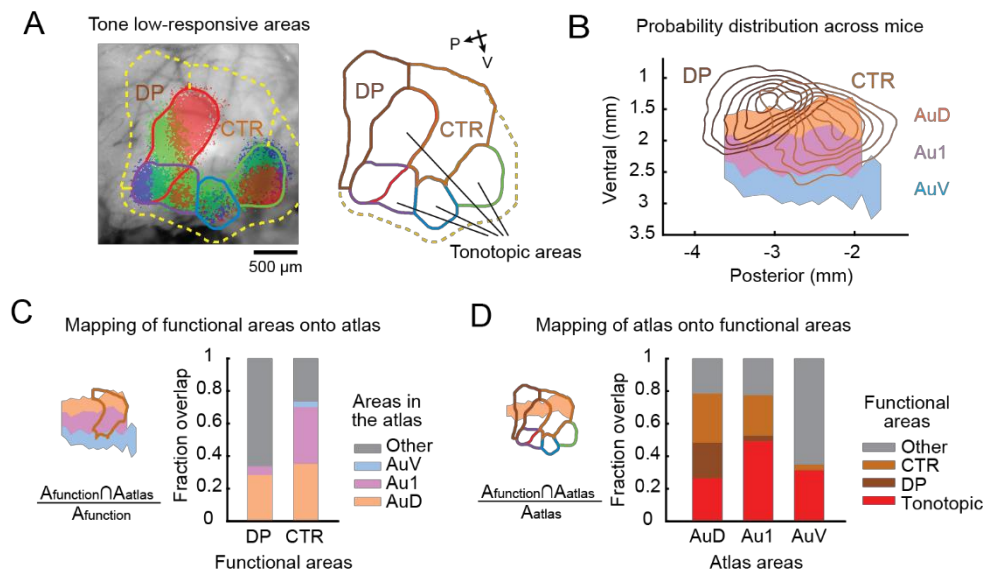 A
Tone low-responsive areas
DP
CTR
500 µm
P
V
DP
CTR
Tonotopic areas
B
Probability distribution across mice
DP
CTR
AuD
Au1
AuV
Ventral (mm)
1
1.5
2
2.5
3
3.5
-4
-3
-2
Posterior (mm)
C
Mapping of functional areas onto atlas
Afunction∩Aatlas
Afunction
Fraction overlap
1
0.8
0.6
0.4
0.2
0
DP
CTR
Functional areas
Areas in
the atlas
Other
AuV
Au1
AuD
D
Mapping of atlas onto functional areas
Afunction∩Aatlas
Aatlas
Fraction overlap
1
0.8
0.6
0.4
0.2
0
AuD
Au1
AuV
Atlas areas
Functional
areas
Other
CTR
DP
Tonotopic